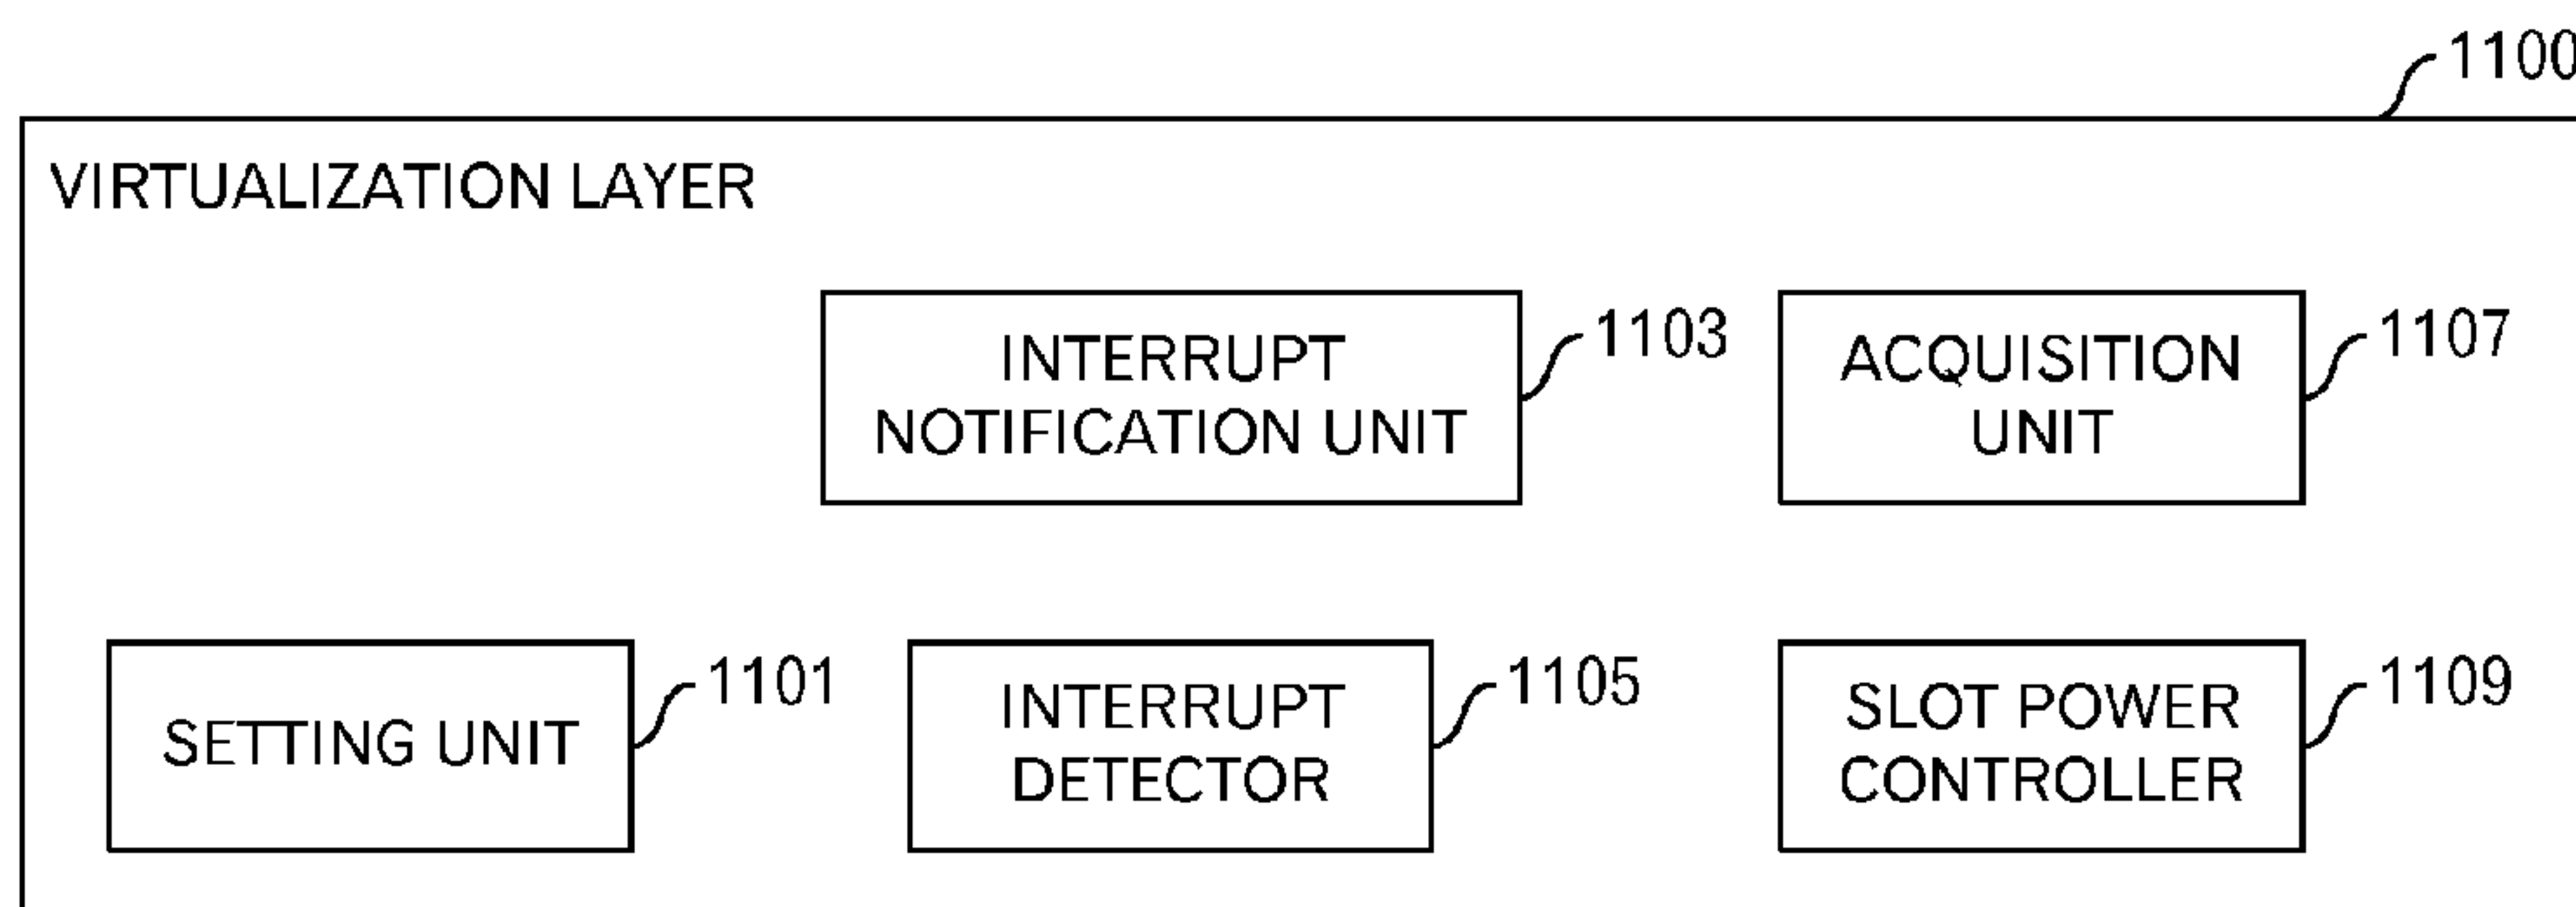 1100
VIRTUALIZATION LAYER
INTERRUPT
NOTIFICATION UNIT
1103
ACQUISITION
UNIT
1107
SETTING UNIT
1101
INTERRUPT
DETECTOR
1105
SLOT POWER
CONTROLLER
1109